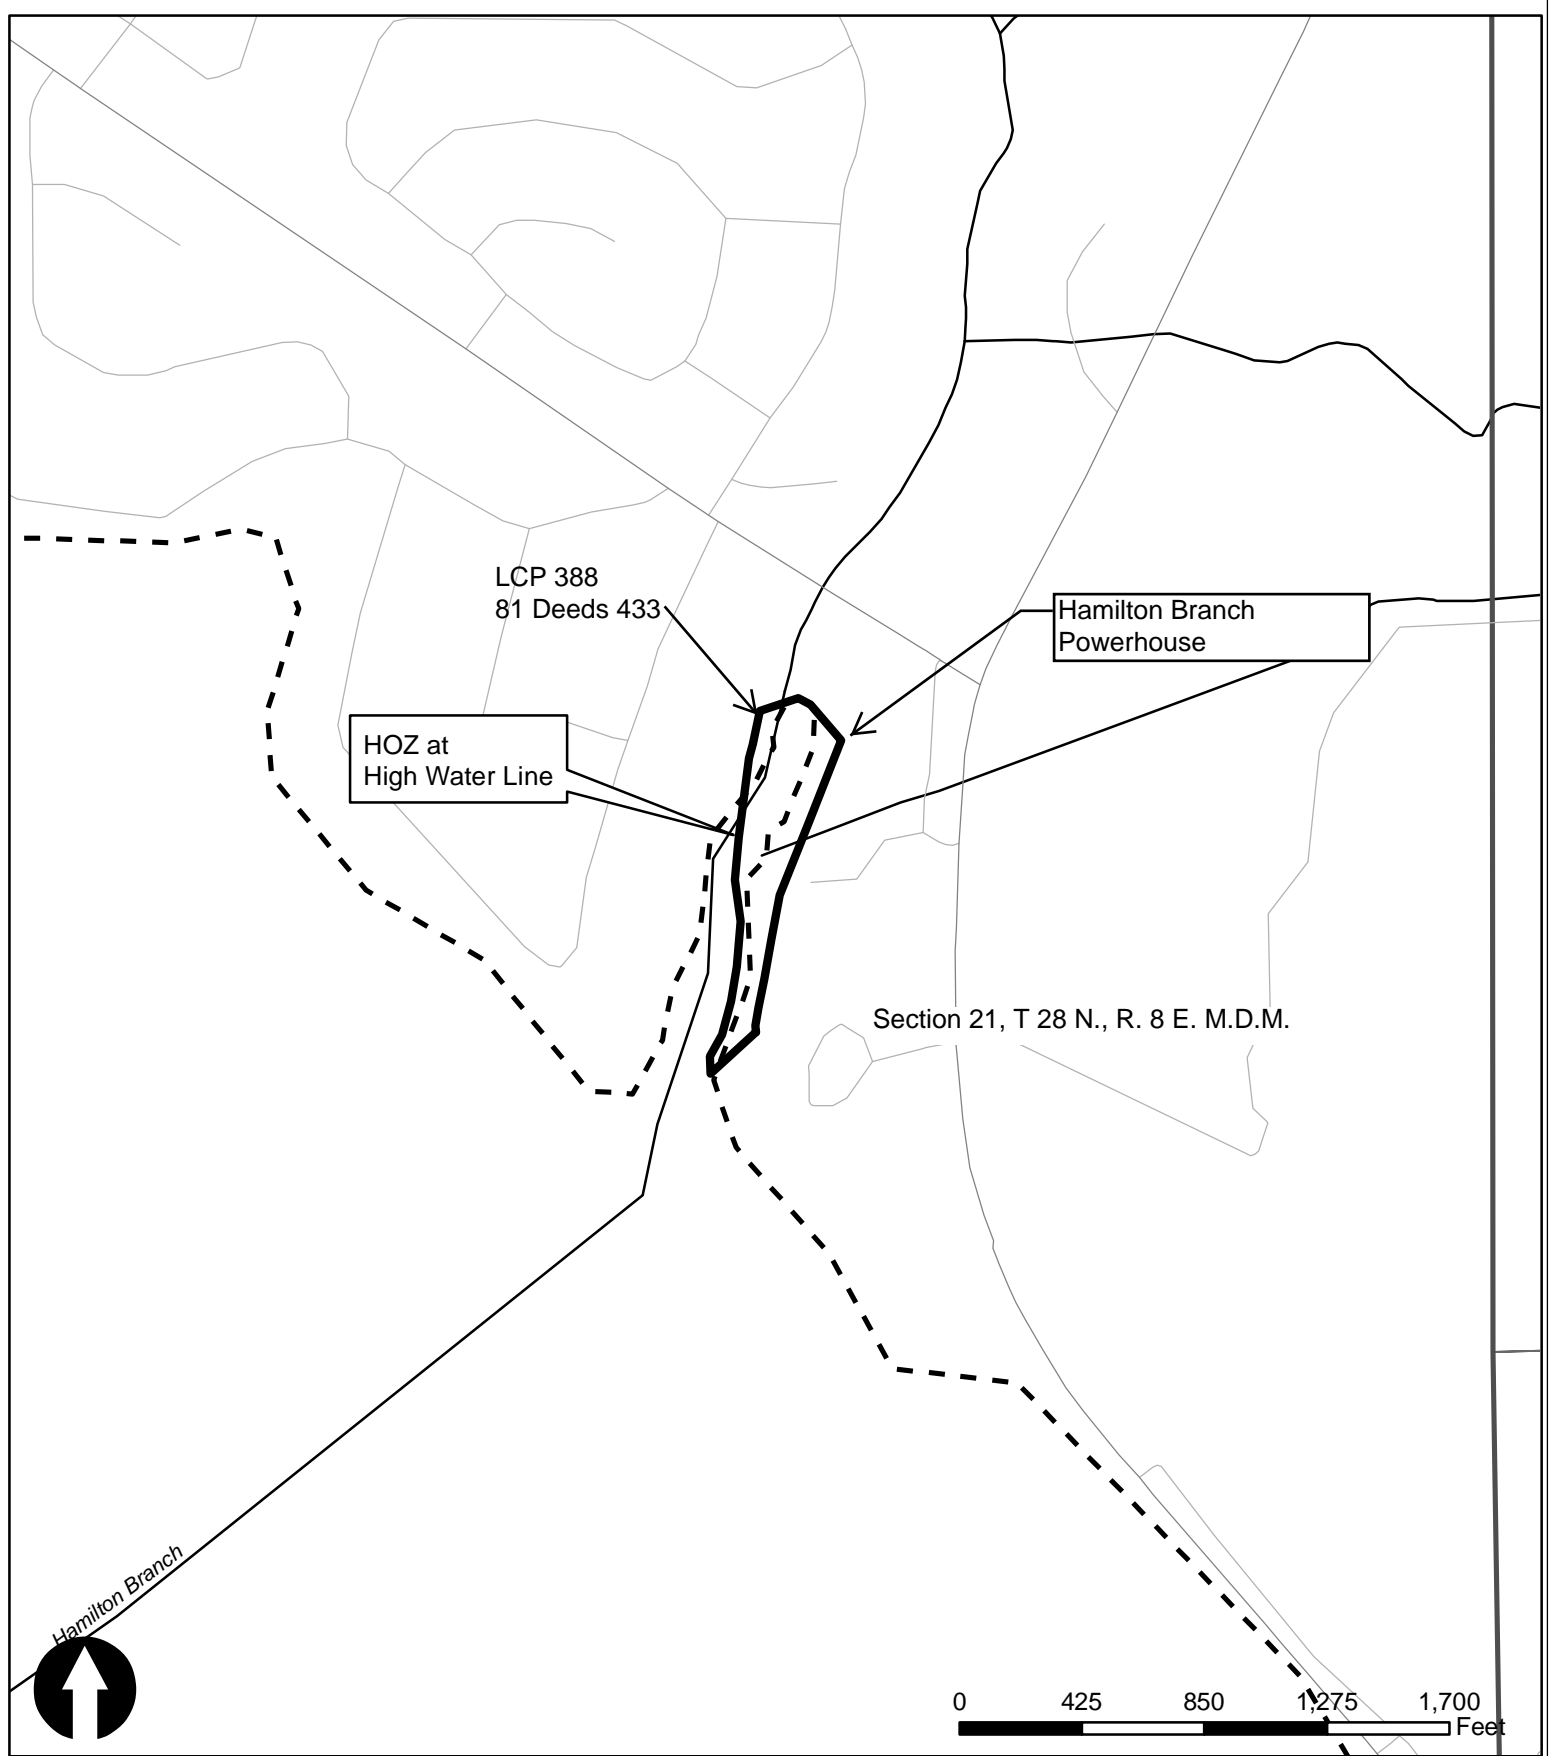 LCP 388
81 Deeds 433
Hamilton Branch
Powerhouse
HOZ at
High Water Line
Section 21, T 28 N., R. 8 E. M.D.M.
Hamilton Branch
0 425 850 1,275 1,700
Feet